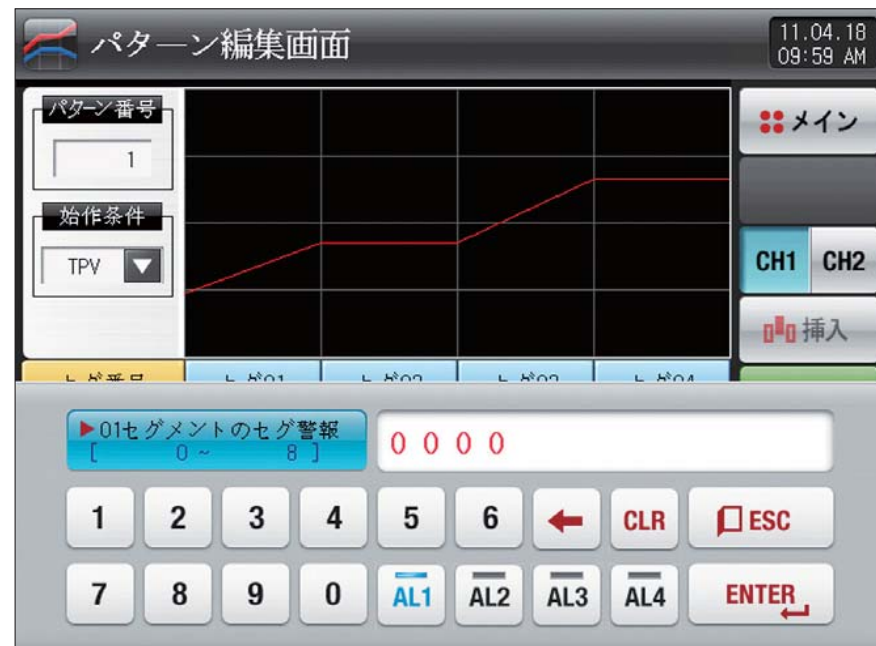 パターン編集画面
11.04.18
09:59 AM
パターン番号
1
始作条件
TPV
メイン
CH1 CH2
挿入
▶01セグメントのセグ警報
[ 0 ~ 8 ]
0 0 0 0
1 2 3 4 5 6 CLR ESC
7 8 9 0 AL1 AL2 AL3 AL4 ENTER